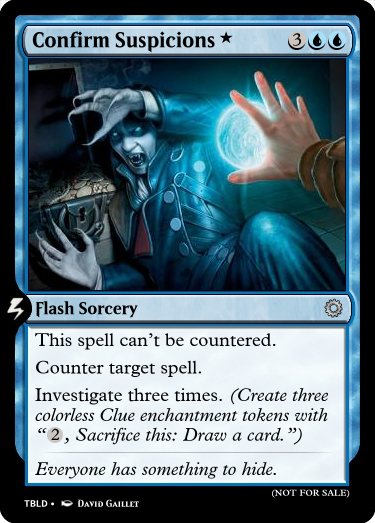 Confirm Suspicions ★ 3
Flash Sorcery
This spell can't be countered.
Counter target spell.
Investigate three times. (Create three
colorless Clue enchantment tokens with
“2, Sacrifice this: Draw a card.”)
Everyone has something to hide.
(NOT FOR SALE)
TBLD • DAVID GAILLET